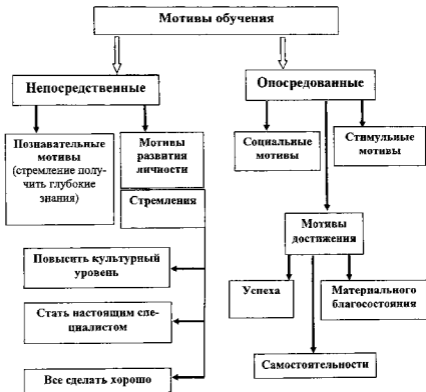 Мотивы обучения
Непосредственные
Опосредованные
Познавательные
мотивы
(стремление полу-
чить глубокие
знания)
Мотивы
развития
личности
Социальные
мотивы
Стимульные
мотивы
Стремления
Мотивы
достижения
Повысить культурный
уровень
Успеха
Материального
благосостояния
Стать настоящим спе-
циалистом
Самостоятельности
Все сделать хорошо